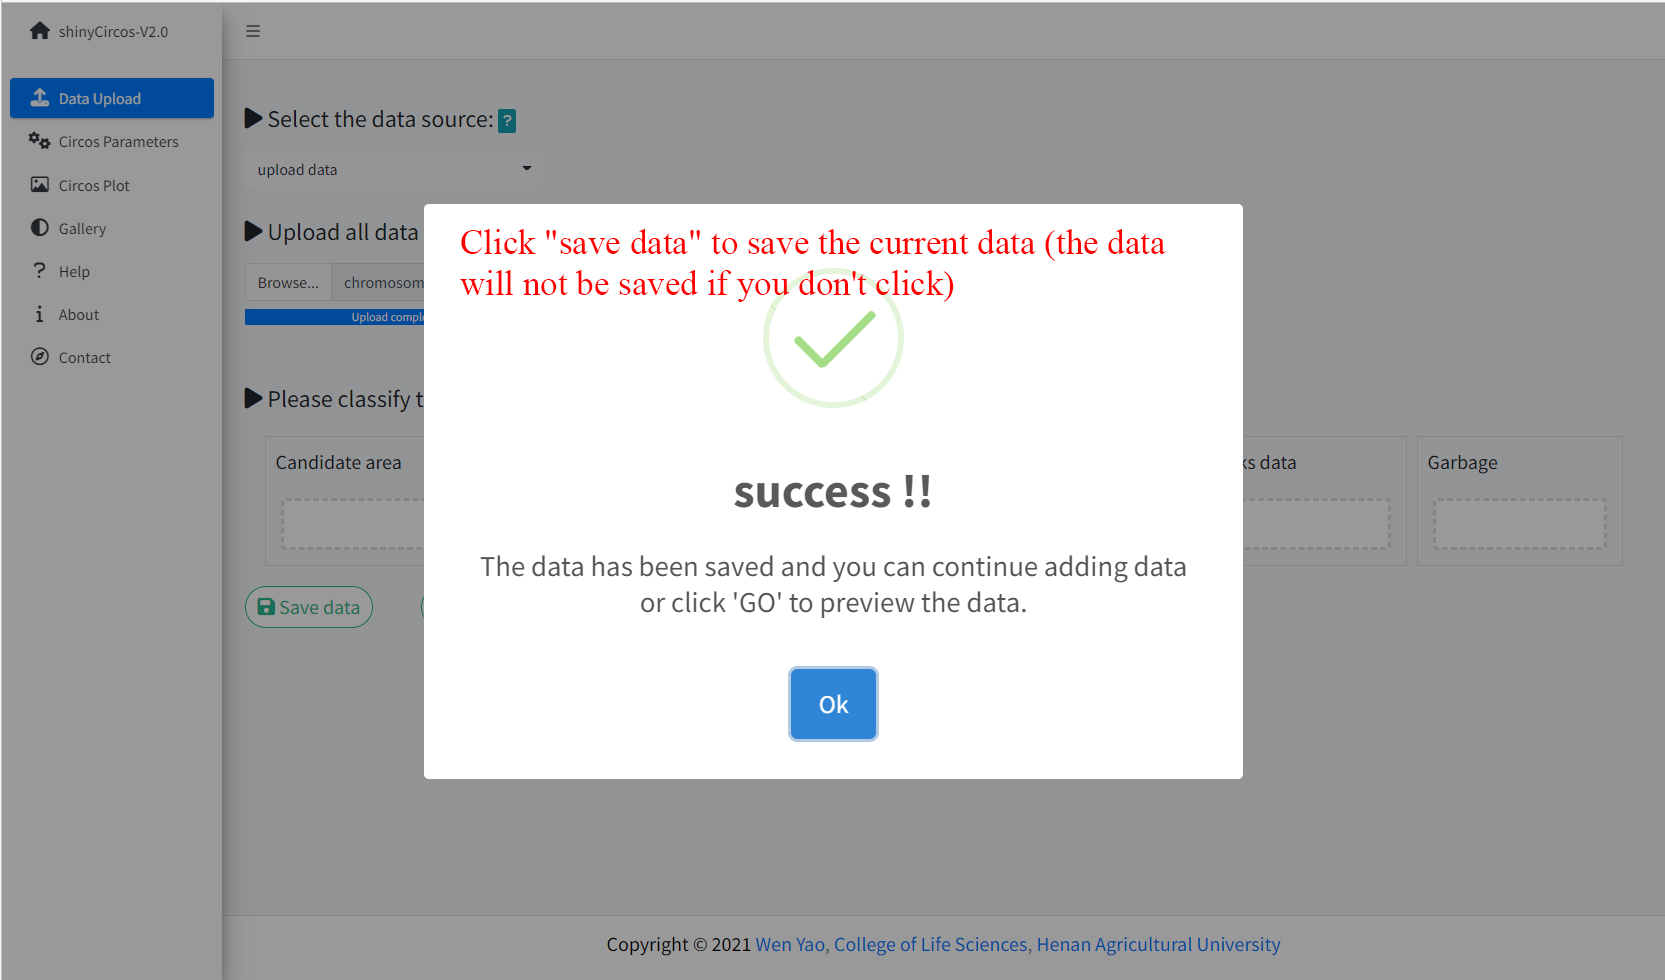 shinyCircos-V2.0
Data Upload
Circos Parameters
Circos Plot
Gallery
? Help
About
Contact
Select the data source: ?
upload data
Upload all data
Browse... chromosom
Upload comple
Please classify t
Candidate area
ks data
Garbage
Save data
Click "save data" to save the current data (the data
will not be saved if you don't click)
success !!
The data has been saved and you can continue adding data
or click 'GO' to preview the data.
Ok
Copyright © 2021 Wen Yao, College of Life Sciences, Henan Agricultural University